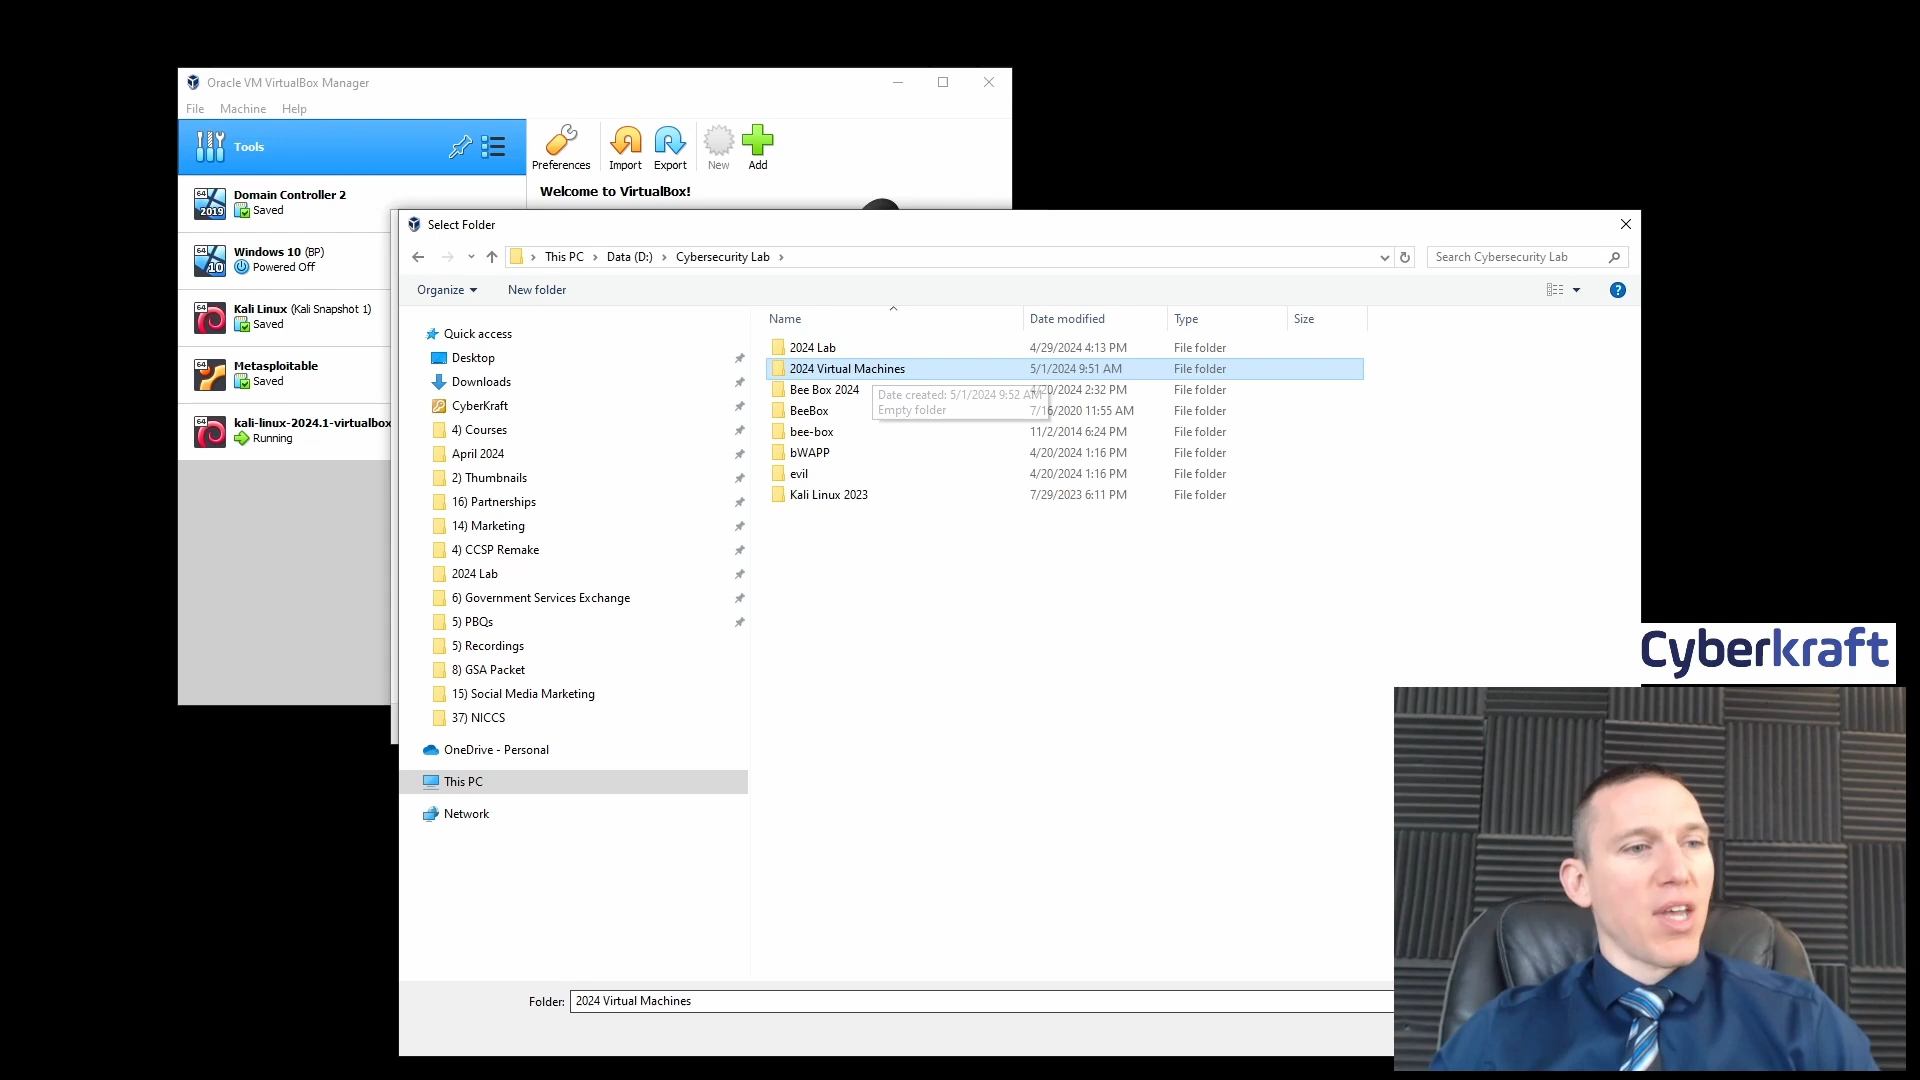 Oracle VM VirtualBox Manager
File Machine Help
Tools
Preferences Import Export New Add
Welcome to VirtualBox!
64 2019 Domain Controller 2
Saved
64 10 Windows 10 (BP)
Powered Off
64 Kali Linux (Kali Snapshot 1)
Saved
64 Metasploitable
Saved
64 kali-linux-2024.1-virtualbox
Running
Select Folder
This PC > Data (D:) > Cybersecurity Lab >
Search Cybersecurity Lab
Organize New folder
?
Quick access
Desktop
Downloads
CyberKraft
4) Courses
April 2024
2) Thumbnails
16) Partnerships
14) Marketing
4) CCSP Remake
2024 Lab
6) Government Services Exchange
5) PBQs
5) Recordings
8) GSA Packet
15) Social Media Marketing
37) NICCS
OneDrive - Personal
This PC
Network
Name Date modified Type Size
2024 Lab 4/29/2024 4:13 PM File folder
2024 Virtual Machines 5/1/2024 9:51 AM File folder
Bee Box 2024 4/20/2024 2:32 PM File folder
BeeBox 7/16/2020 11:55 AM File folder
bee-box 11/2/2014 6:24 PM File folder
bWAPP 4/20/2024 1:16 PM File folder
evil 4/20/2024 1:16 PM File folder
Kali Linux 2023 7/29/2023 6:11 PM File folder
Date created: 5/1/2024 9:52 AM
Empty folder
Folder: 2024 Virtual Machines
Cyberkraft